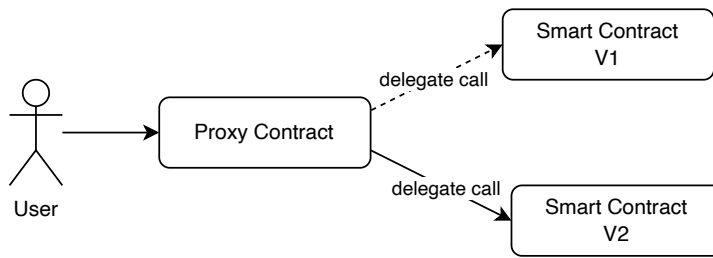 User
Proxy Contract
delegate call
Smart Contract
V1
delegate call
Smart Contract
V2